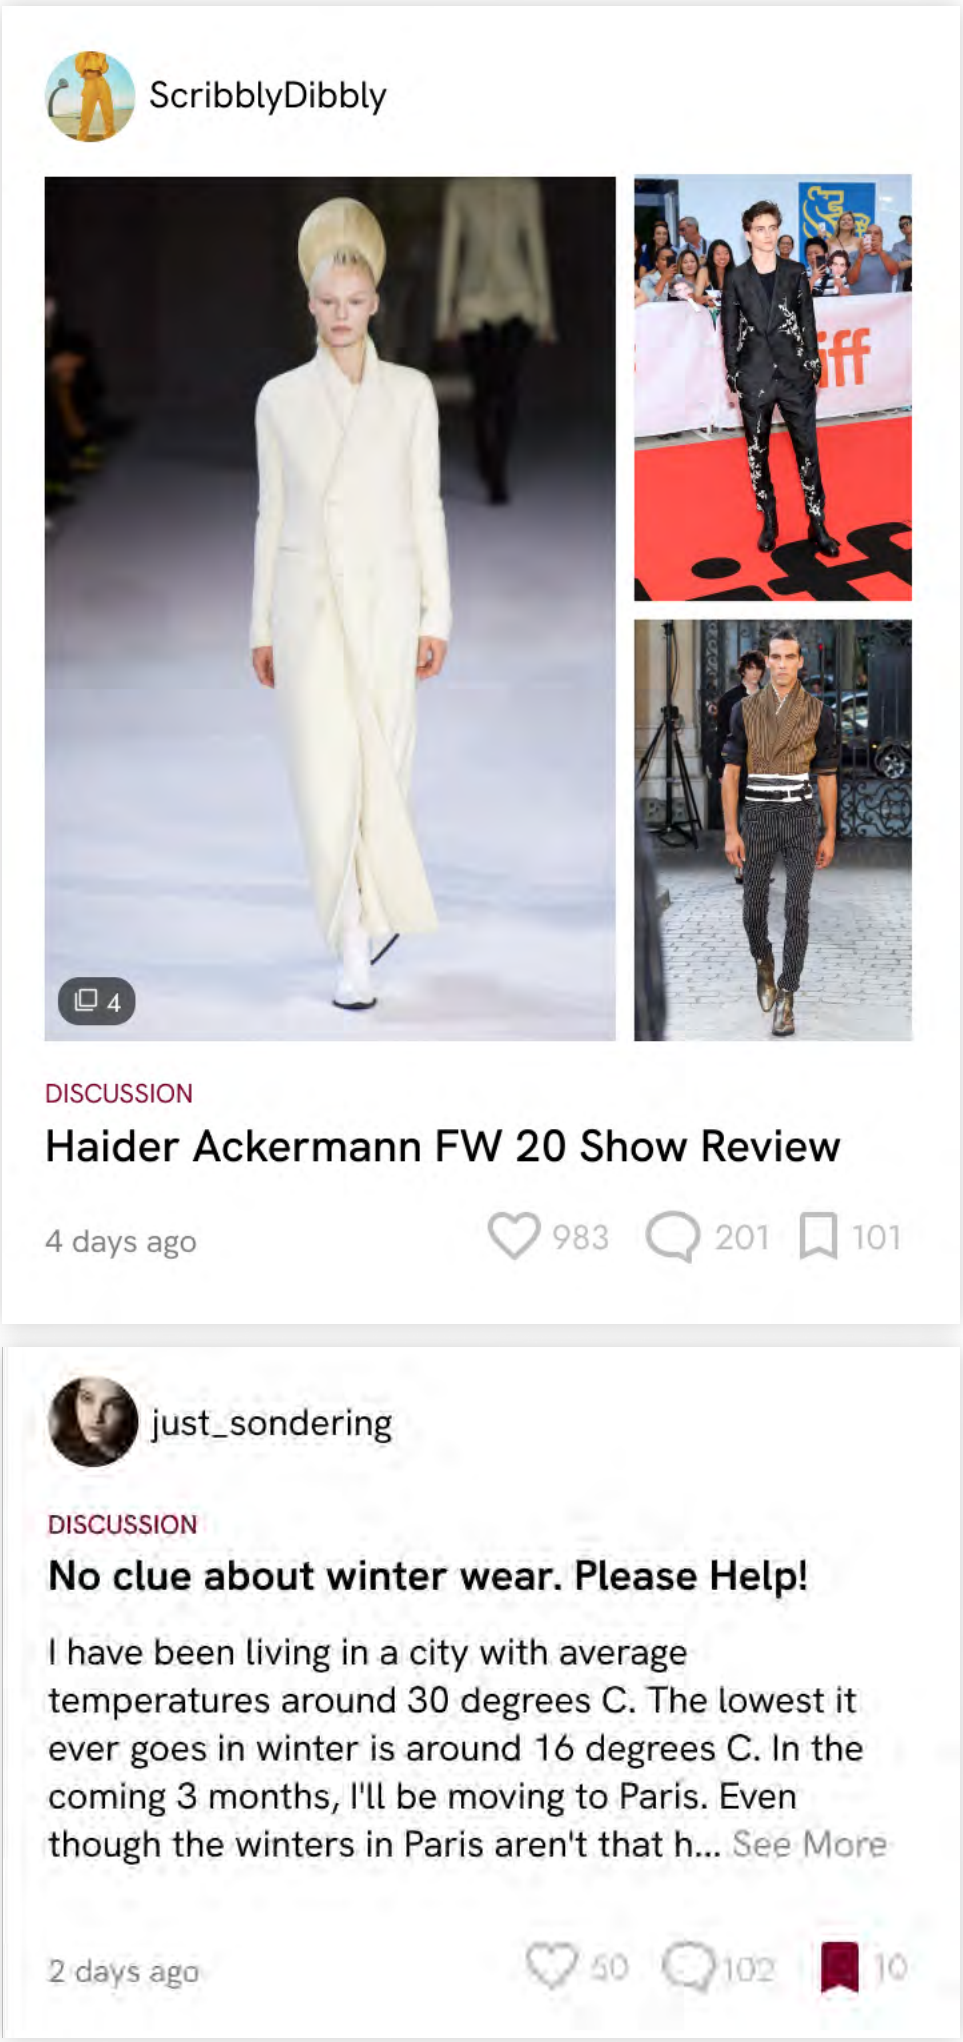 ScribblyDibbly
iff
iff
4
DISCUSSION
Haider Ackermann FW 20 Show Review
4 days ago 983 201 101
just_sondering
DISCUSSION
No clue about winter wear. Please Help!
I have been living in a city with average
temperatures around 30 degrees C. The lowest it
ever goes in winter is around 16 degrees C. In the
coming 3 months, I'll be moving to Paris. Even
though the winters in Paris aren't that h... See More
2 days ago 50 102 10